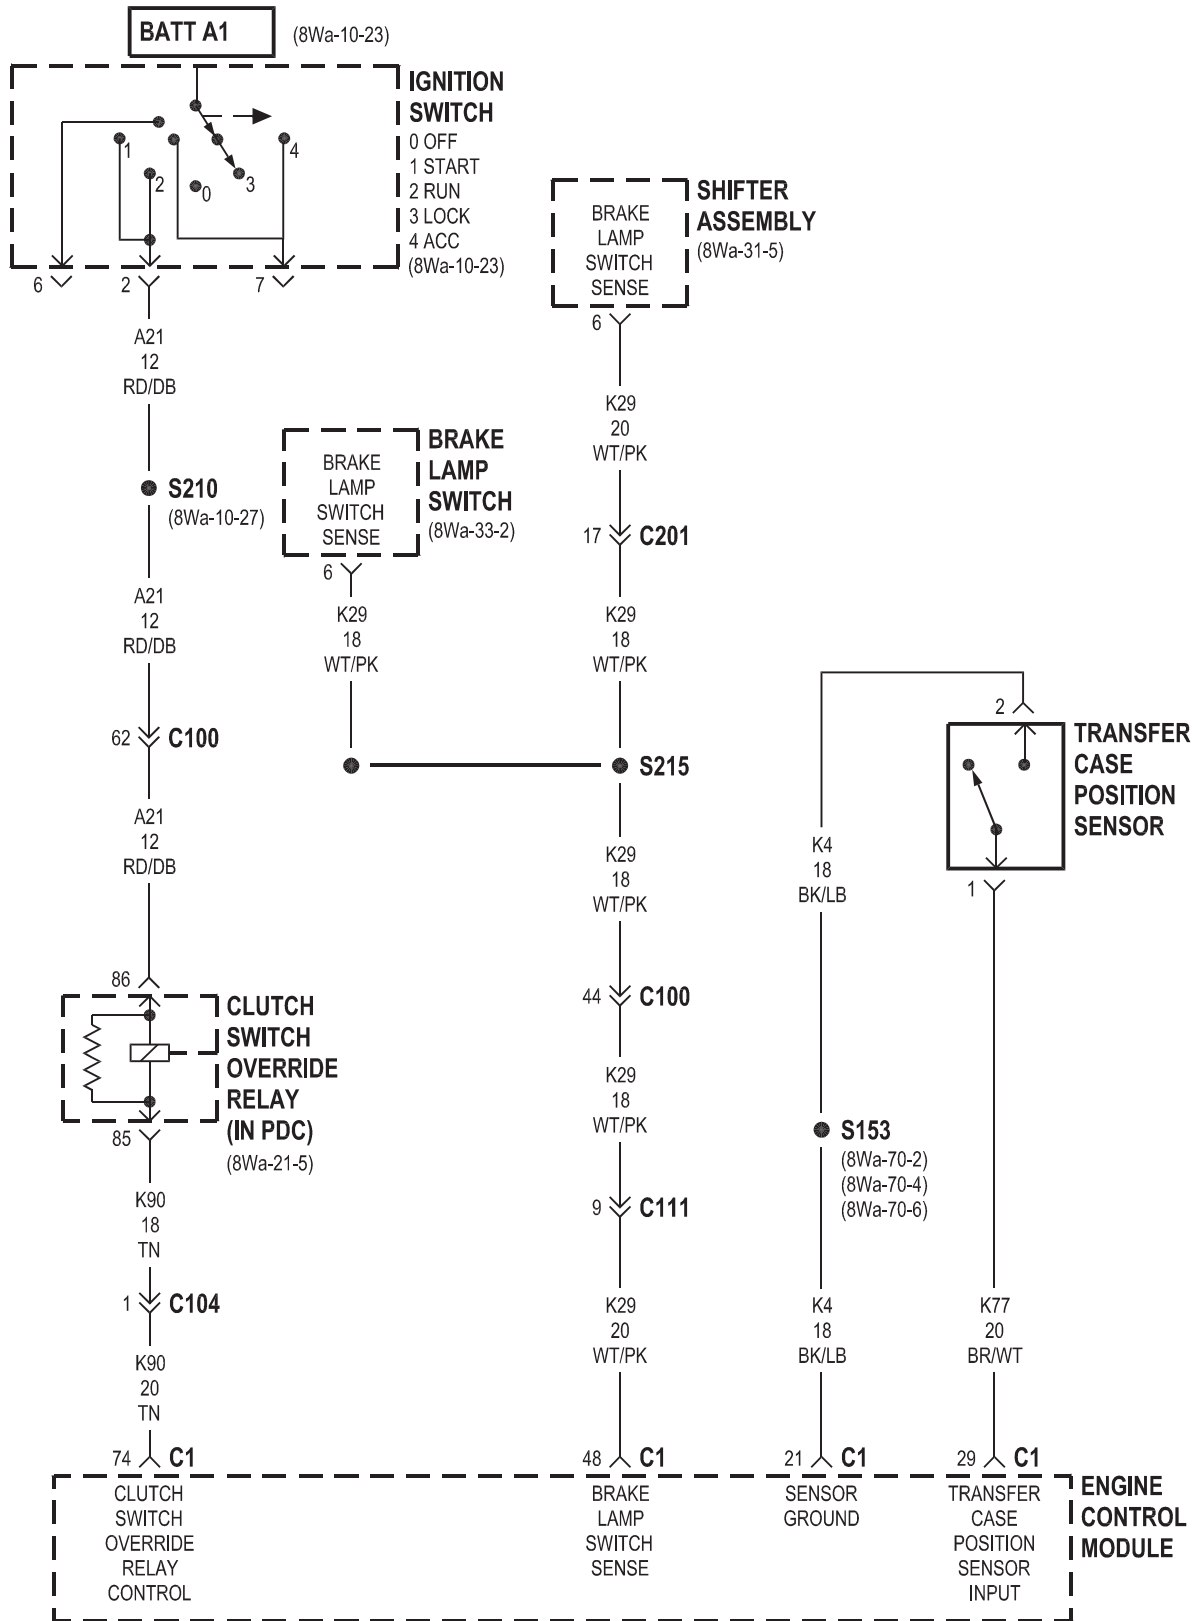 BATT A1
(8Wa-10-23)
IGNITION
SWITCH
0 OFF
1 START
2 RUN
3 LOCK
4 ACC
(8Wa-10-23)
1
2
0
3
4
6
2
7
A21
12
RD/DB
S210
(8Wa-10-27)
A21
12
RD/DB
62
C100
A21
12
RD/DB
86
CLUTCH
SWITCH
OVERRIDE
RELAY
(IN PDC)
(8Wa-21-5)
85
K90
18
TN
1
C104
K90
20
TN
74
C1
CLUTCH
SWITCH
OVERRIDE
RELAY
CONTROL
BRAKE
LAMP
SWITCH
SENSE
BRAKE
LAMP
SWITCH
(8Wa-33-2)
6
K29
18
WT/PK
BRAKE
LAMP
SWITCH
SENSE
SHIFTER
ASSEMBLY
(8Wa-31-5)
6
K29
20
WT/PK
17
C201
K29
18
WT/PK
S215
K29
18
WT/PK
44
C100
K29
18
WT/PK
9
C111
K29
20
WT/PK
48
C1
BRAKE
LAMP
SWITCH
SENSE
2
TRANSFER
CASE
POSITION
SENSOR
1
K4
18
BK/LB
S153
(8Wa-70-2)
(8Wa-70-4)
(8Wa-70-6)
K4
18
BK/LB
21
C1
SENSOR
GROUND
K77
20
BR/WT
29
C1
TRANSFER
CASE
POSITION
SENSOR
INPUT
ENGINE
CONTROL
MODULE